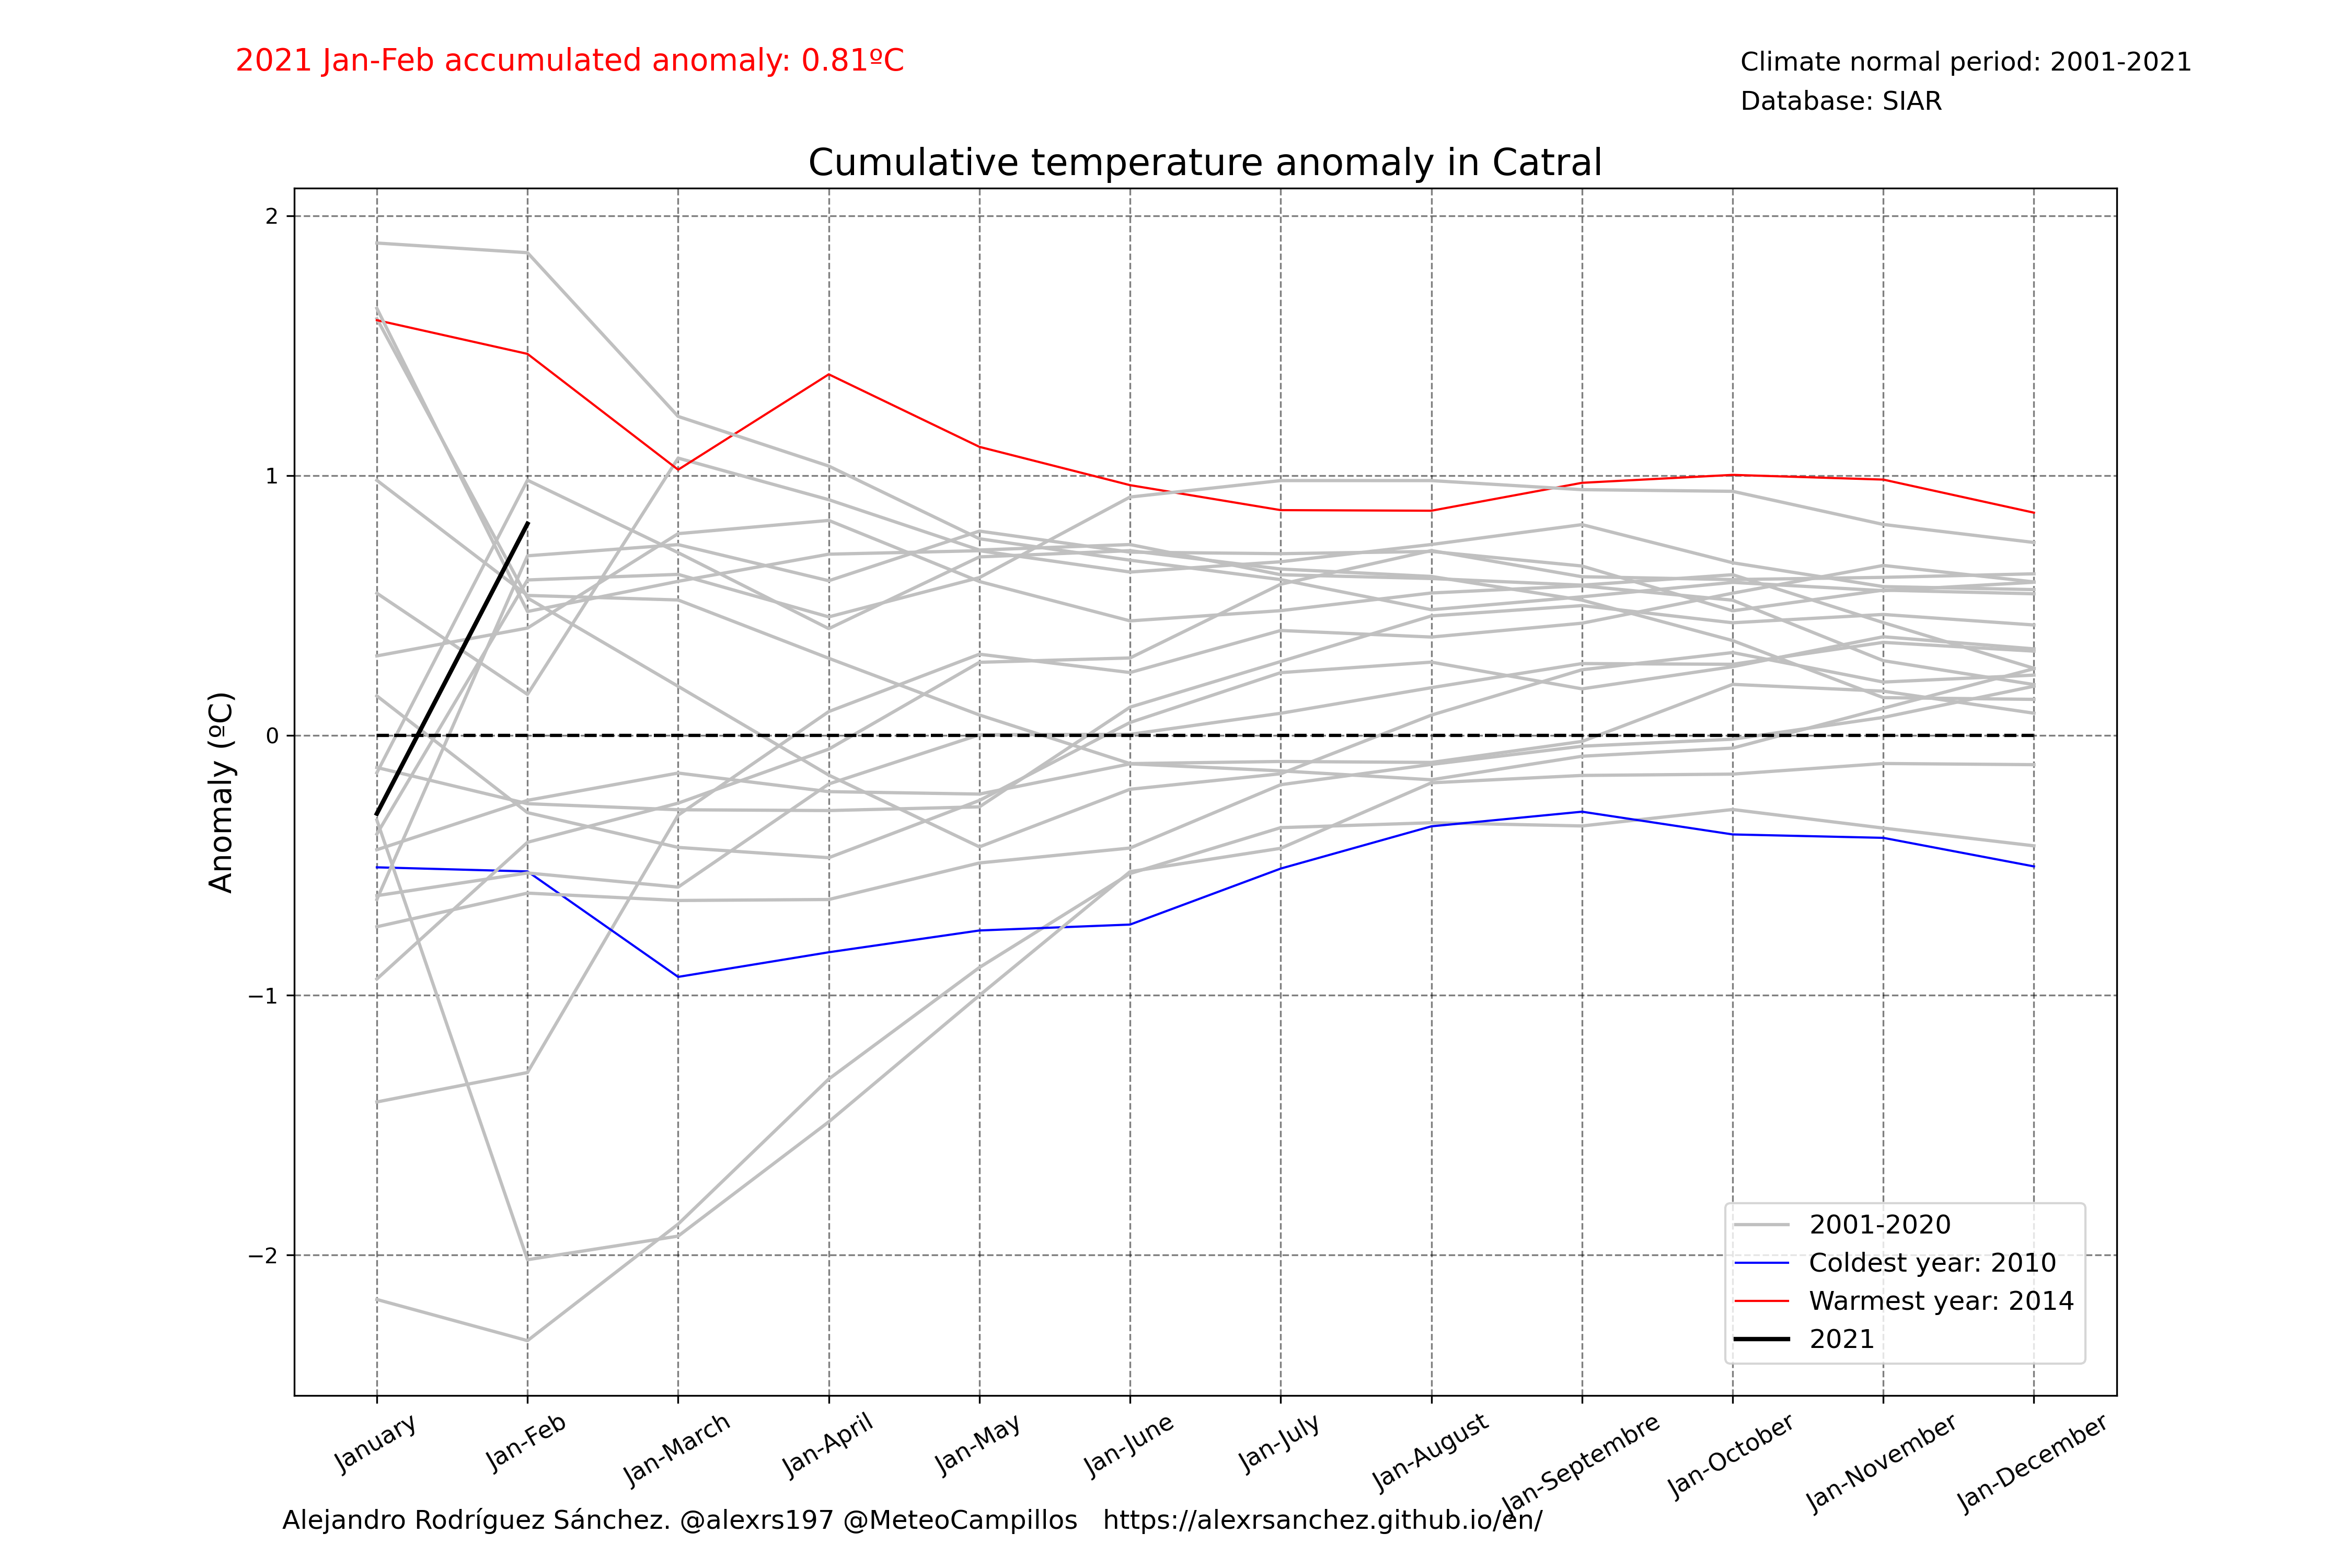 2021 Jan-Feb accumulated anomaly: 0.81ºC
Climate normal period: 2001-2021
Database: SIAR
Cumulative temperature anomaly in Catral
Anomaly (ºC)
2
1
0
−1
−2
2001-2020
Coldest year: 2010
Warmest year: 2014
2021
January
Jan-Feb
Jan-March
Jan-April
Jan-May
Jan-June
Jan-July
Jan-August
Jan-Septembre
Jan-October
Jan-November
Jan-December
Alejandro Rodríguez Sánchez. @alexrs197 @MeteoCampillos   https://alexrsanchez.github.io/en/